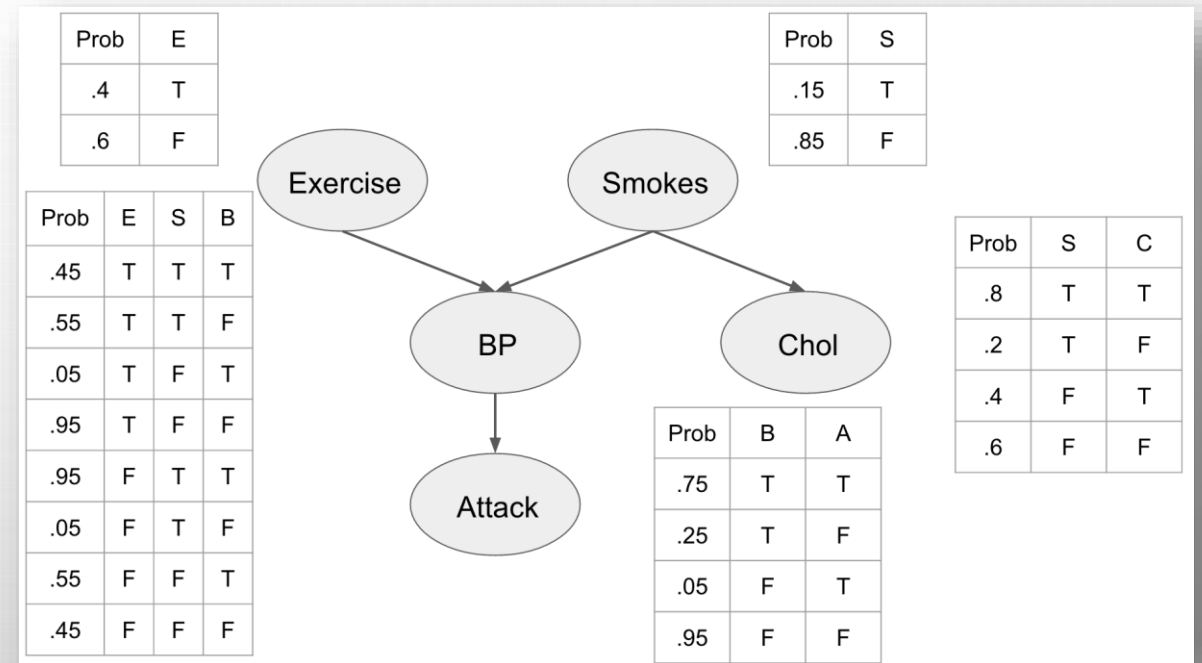 Prob E
.4 T
.6 F
Prob S
.15 T
.85 F
Exercise
Smokes
Prob E S B
.45 T T T
.55 T T F
.05 T F T
.95 T F F
.95 F T T
.05 F T F
.55 F F T
.45 F F F
Prob S C
.8 T T
.2 T F
.4 F T
.6 F F
BP
Chol
Attack
Prob B A
.75 T T
.25 T F
.05 F T
.95 F F